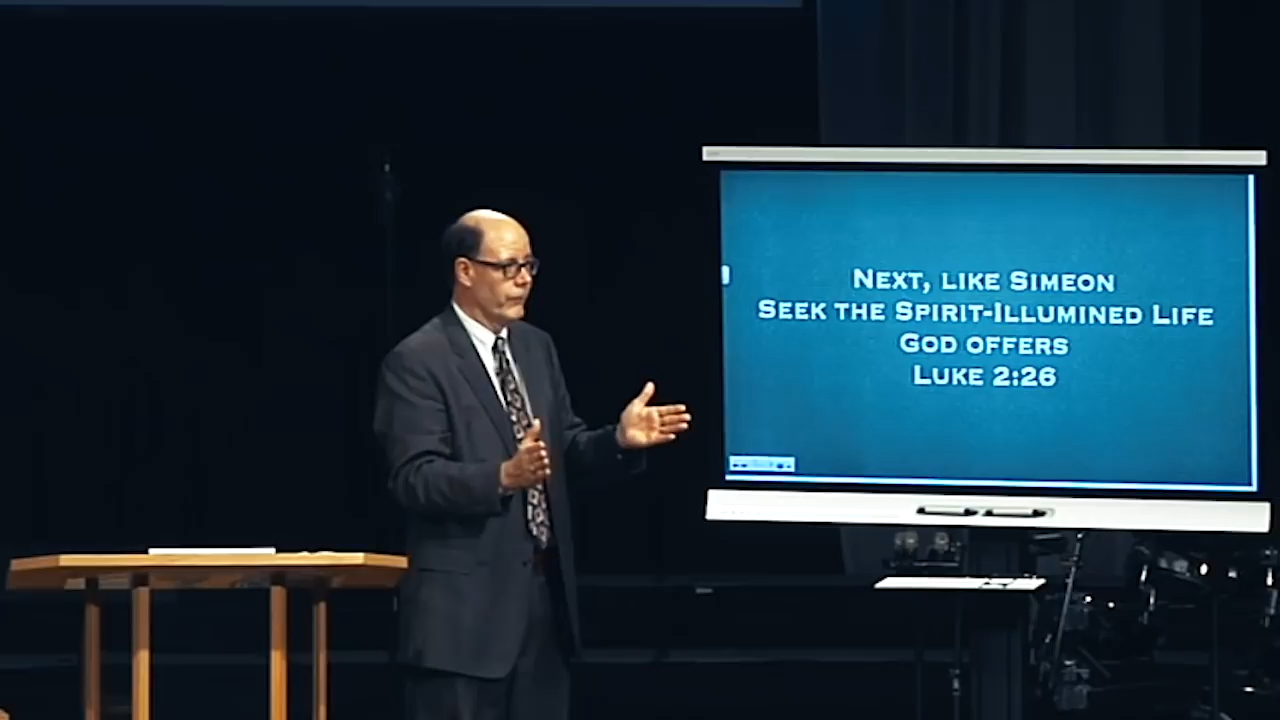 Next, like Simeon
Seek the Spirit-Illumined Life
God offers
Luke 2:26